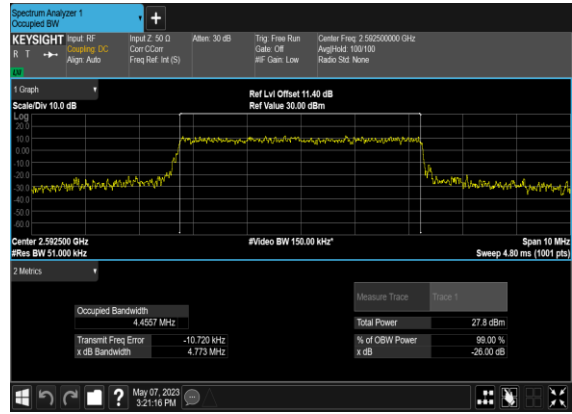 Spectrum Analyzer 1
Occupied BW
+
KEYSIGHT Input: RF Input Z: 50 Ω Atten: 30 dB Trig: Free Run Center Freq: 2.592500000 GHz
R T Coupling: DC Corr CCorr Gate: Off Avg|Hold: 100/100
Align: Auto Freq Ref: Int (S) #IF Gain: Low Radio Std: None
1 Graph
Ref Lvl Offset 11.40 dB
Scale/Div 10.0 dB Ref Value 30.00 dBm
Log
20.0
10.0
0.00
-10.0
-20.0
-30.0
-40.0
-50.0
-60.0
Center 2.592500 GHz #Video BW 150.00 kHz* Span 10 MHz
#Res BW 51.000 kHz Sweep 4.80 ms (1001 pts)
2 Metrics
Measure Trace Trace 1
Occupied Bandwidth
4.4557 MHz Total Power 27.8 dBm
Transmit Freq Error -10.720 kHz % of OBW Power 99.00 %
x dB Bandwidth 4.773 MHz x dB -26.00 dB
? May 07, 2023
3:21:16 PM